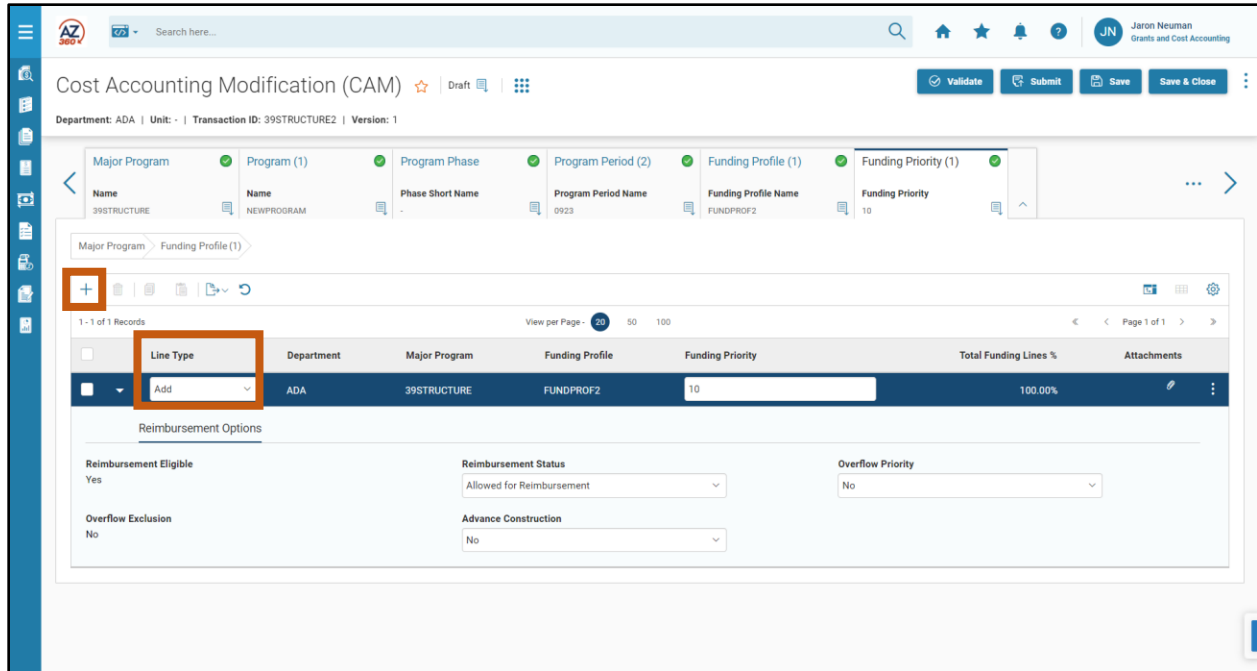 AZ
360
Search here...
JN
Jaron Neuman
Grants and Cost Accounting
Cost Accounting Modification (CAM)
Draft
Validate
Submit
Save
Save & Close
Department: ADA | Unit: - | Transaction ID: 39STRUCTURE2 | Version: 1
Major Program
Program (1)
Program Phase
Program Period (2)
Funding Profile (1)
Funding Priority (1)
Name
Name
Phase Short Name
Program Period Name
Funding Profile Name
Funding Priority
39STRUCTURE
NEWPROGRAM
-
0923
FUNDPROF2
10
Major Program
Funding Profile (1)
1 - 1 of 1 Records
View per Page - 20 50 100
Page 1 of 1
Line Type
Department
Major Program
Funding Profile
Funding Priority
Total Funding Lines %
Attachments
Add
ADA
39STRUCTURE
FUNDPROF2
10
100.00%
Reimbursement Options
Reimbursement Eligible
Reimbursement Status
Overflow Priority
Yes
Allowed for Reimbursement
No
Overflow Exclusion
Advance Construction
No
No